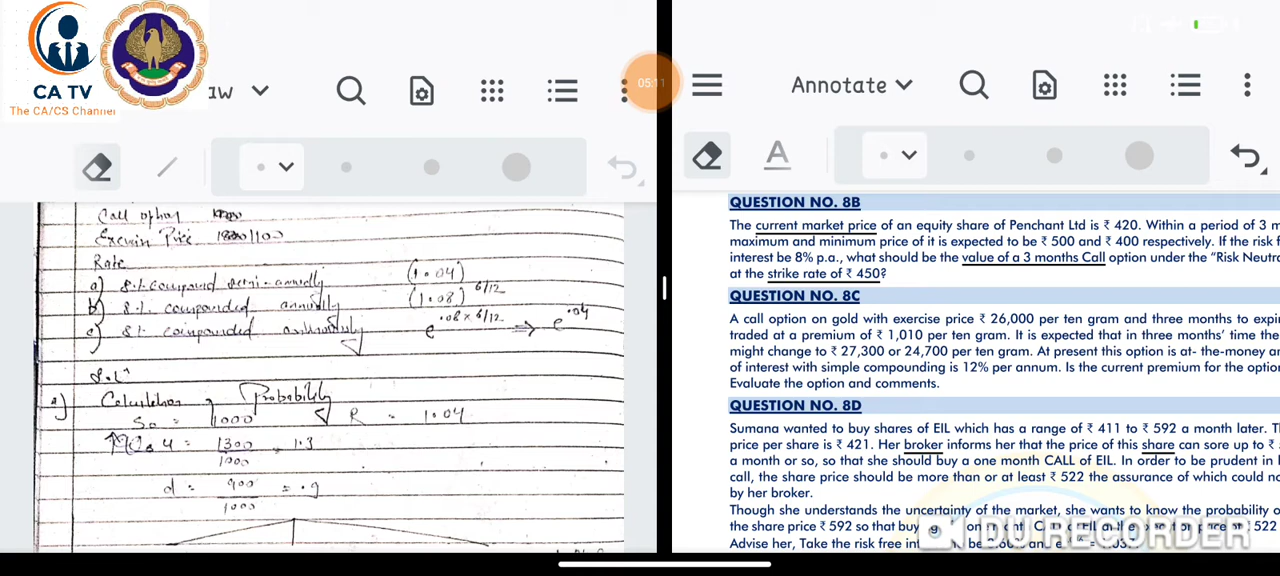 CA TV
The CA/CS Channel
aw
05:11
Annotate
A
Call option
Exercise Price 1100
Rate
a) 8% compound semi-annually (1.04)
b) 8% compounded annually (1.08)^6/12
c) 8% compounded e^.08 x 6/12 ⇒ e^.04
a) Calculation of Probability
So = 1000 R = 1.04
u = 1300/1000 = 1.3
d = 900/1000 = .9
QUESTION NO. 8B
The current market price of an equity share of Penchant Ltd is ₹ 420. Within a period of 3 m
maximum and minimum price of it is expected to be ₹ 500 and ₹ 400 respectively. If the risk f
interest be 8% p.a., what should be the value of a 3 months Call option under the “Risk Neutra
at the strike rate of ₹ 450?
QUESTION NO. 8C
A call option on gold with exercise price ₹ 26,000 per ten gram and three months to expi
traded at a premium of ₹ 1,010 per ten gram. It is expected that in three months’ time the
might change to ₹ 27,300 or 24,700 per ten gram. At present this option is at- the-money a
of interest with simple compounding is 12% per annum. Is the current premium for the optio
Evaluate the option and comments.
QUESTION NO. 8D
Sumana wanted to buy shares of EIL which has a range of ₹ 411 to ₹ 592 a month later. T
price per share is ₹ 421. Her broker informs her that the price of this share can sore up to ₹
a month or so, so that she should buy a one month CALL of EIL. In order to be prudent in
call, the share price should be more than or at least ₹ 522 the assurance of which could no
by her broker.
Though she understands the uncertainty of the market, she wants to know the probability o
the share price ₹ 592 so that buy 522
Advise her, Take the risk free
DU RECORDER